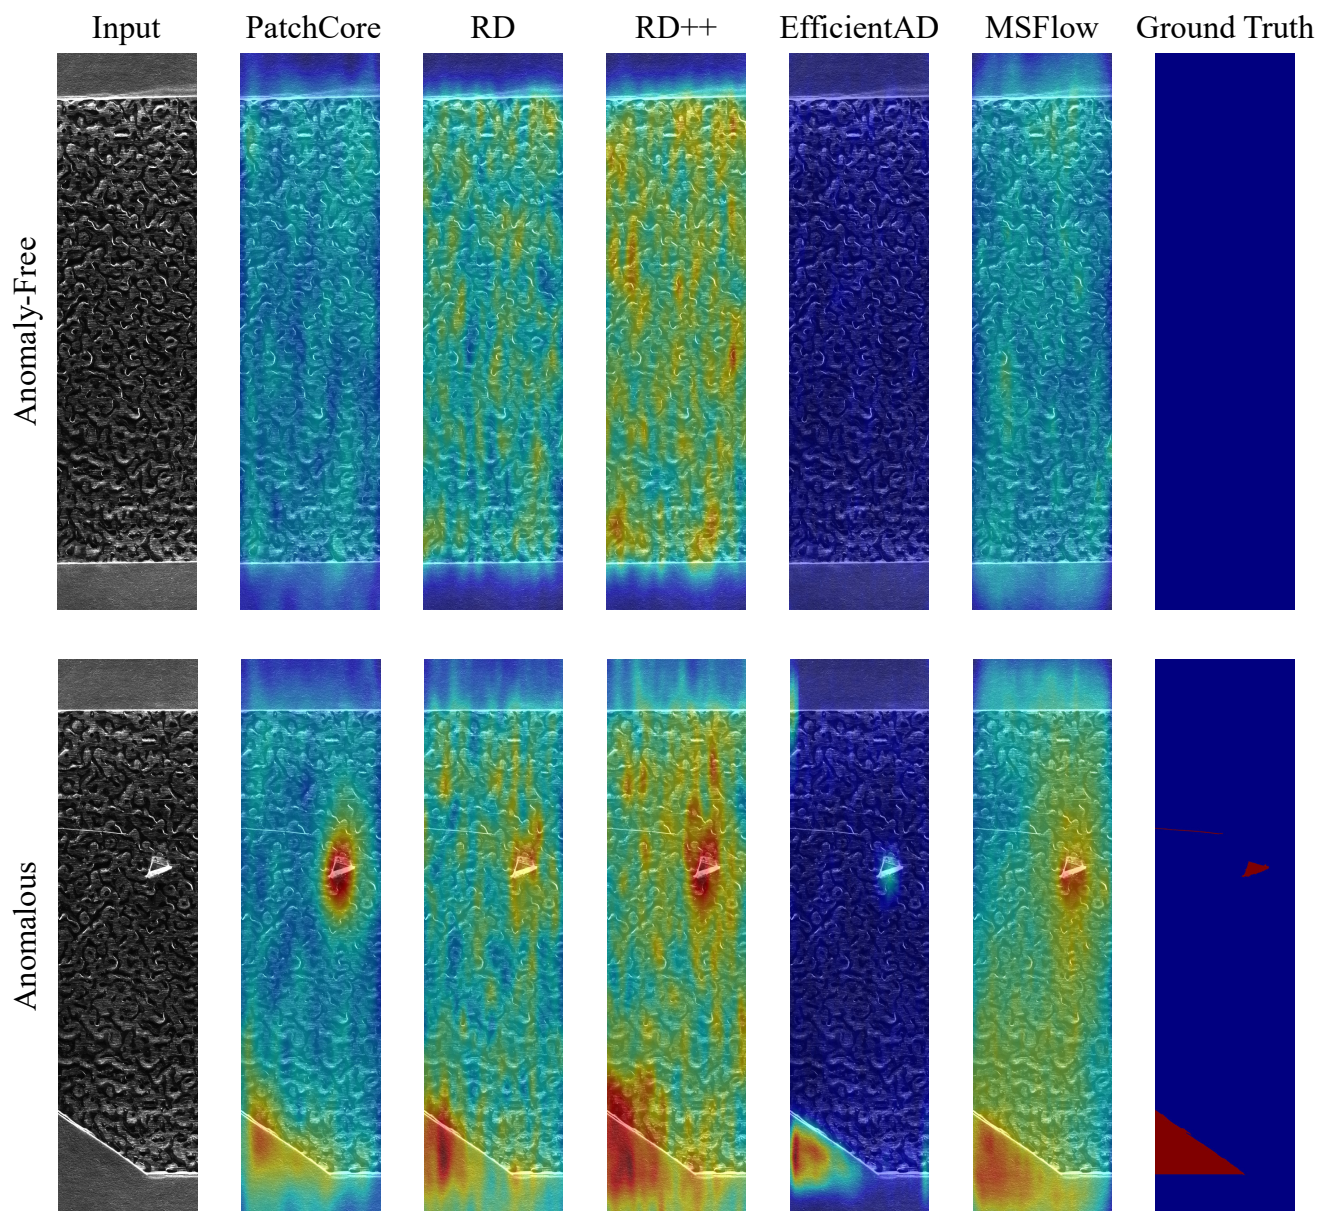 Input PatchCore RD RD++ EfficientAD MSFlow Ground Truth
Anomaly-Free
Anomalous